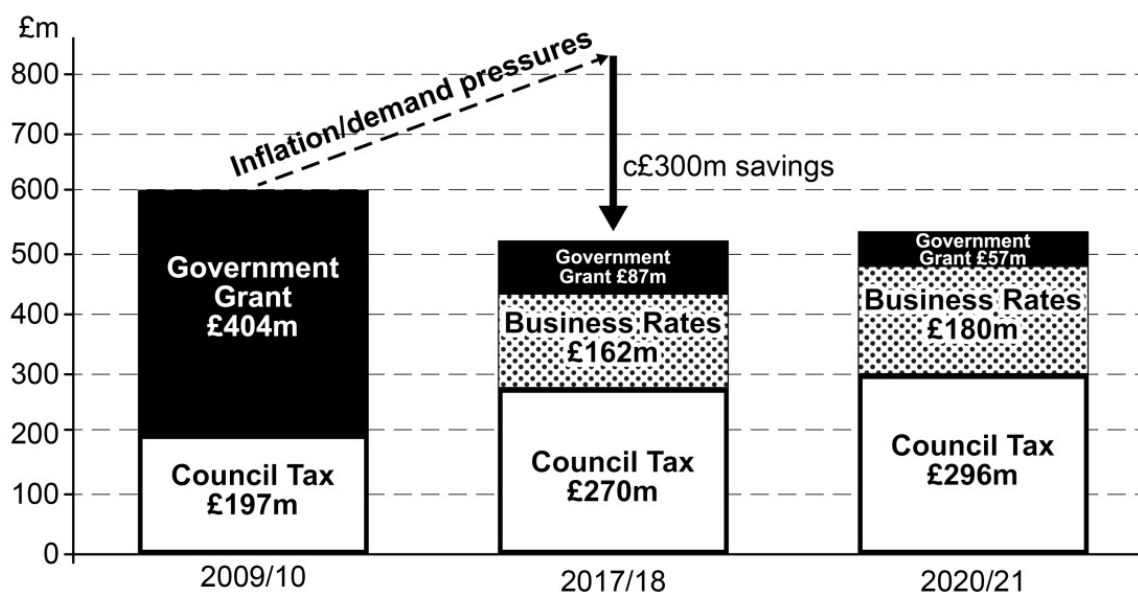 £m
800
700
600
500
400
300
200
100
0
Inflation/demand pressures
c£300m savings
Government
Grant
£404m
Council Tax
£197m
Government
Grant £87m
Business Rates
£162m
Council Tax
£270m
Government
Grant £57m
Business Rates
£180m
Council Tax
£296m
2009/10
2017/18
2020/21